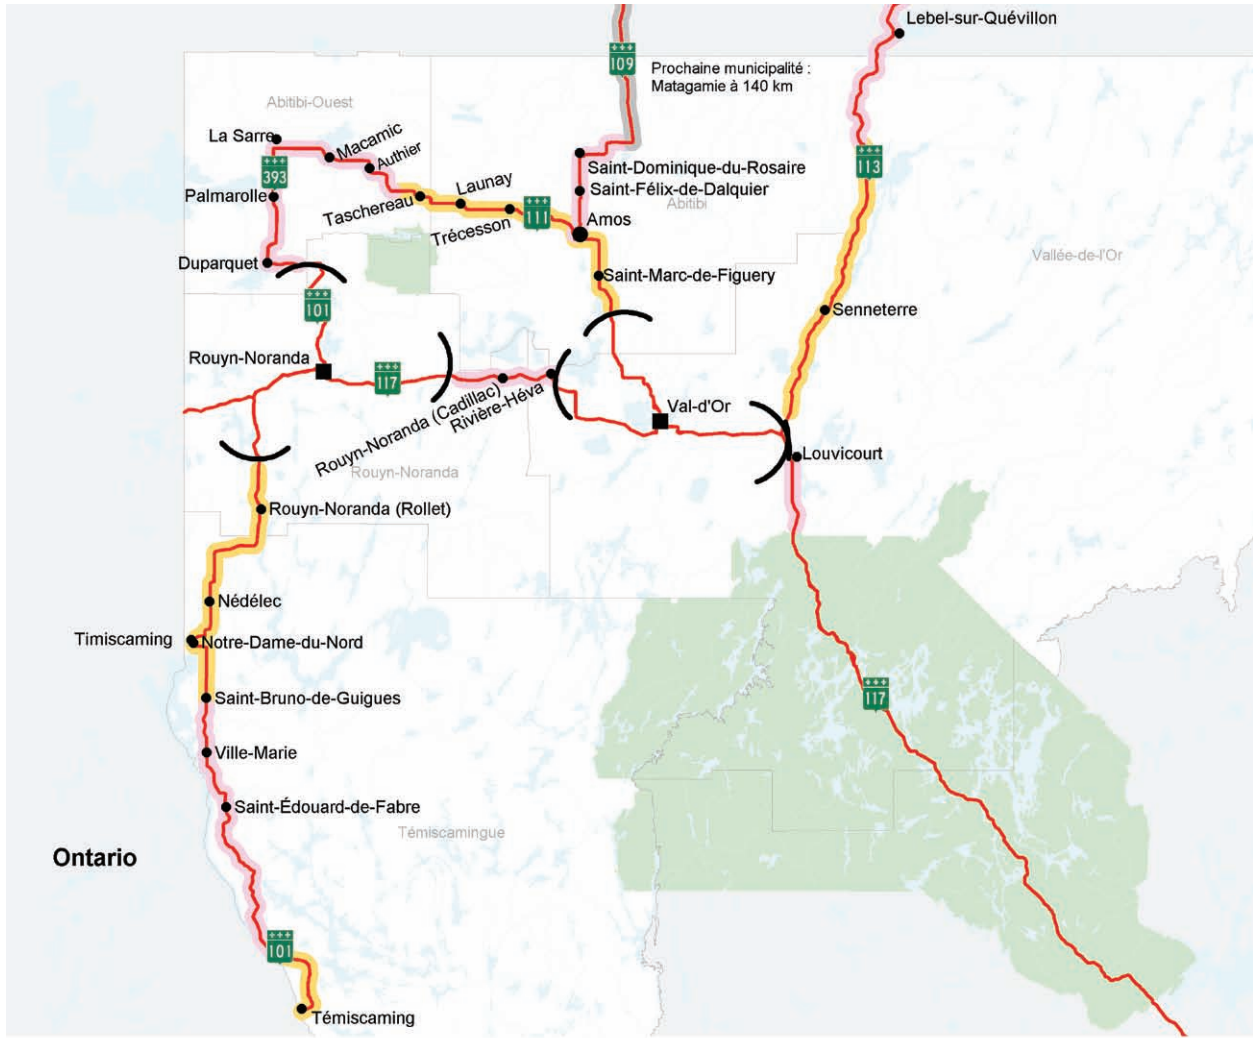 Lebel-sur-Quévillon
109
Prochaine municipalité :
Matagamie à 140 km
Abitibi-Ouest
La Sarre
Macamic
Authier
393
113
Saint-Dominique-du-Rosaire
Palmarolle
Launay
Saint-Félix-de-Dalquier
Taschereau
Abitibi
Trécesson
111
Amos
Vallée-de-l'Or
Duparquet
Saint-Marc-de-Figuery
101
Senneterre
Rouyn-Noranda
117
Rouyn-Noranda (Cadillac)
Rivière-Héva
Val-d'Or
Louvicourt
Rouyn-Noranda
Rouyn-Noranda (Rollet)
Nédélec
Timiscaming
Notre-Dame-du-Nord
Saint-Bruno-de-Guigues
117
Ville-Marie
Saint-Édouard-de-Fabre
Témiscamingue
Ontario
101
Témiscaming